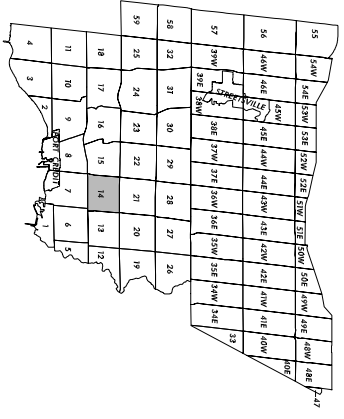 59
58
57
56
55
4
11
18
25
32
39W
46W
54W
3
10
17
24
31
39E
46E
54E
STREETSVILLE
38W
45W
53W
2
9
16
23
30
38E
45E
53E
PORT CREDIT
8
15
22
29
37W
44W
52W
37E
44E
52E
7
14
21
28
36W
43W
51W
1
6
13
20
27
36E
43E
51E
35W
42W
50W
5
12
19
26
35E
42E
50E
34W
41W
49W
34E
41E
49E
33
40W
48W
40E
48E
47